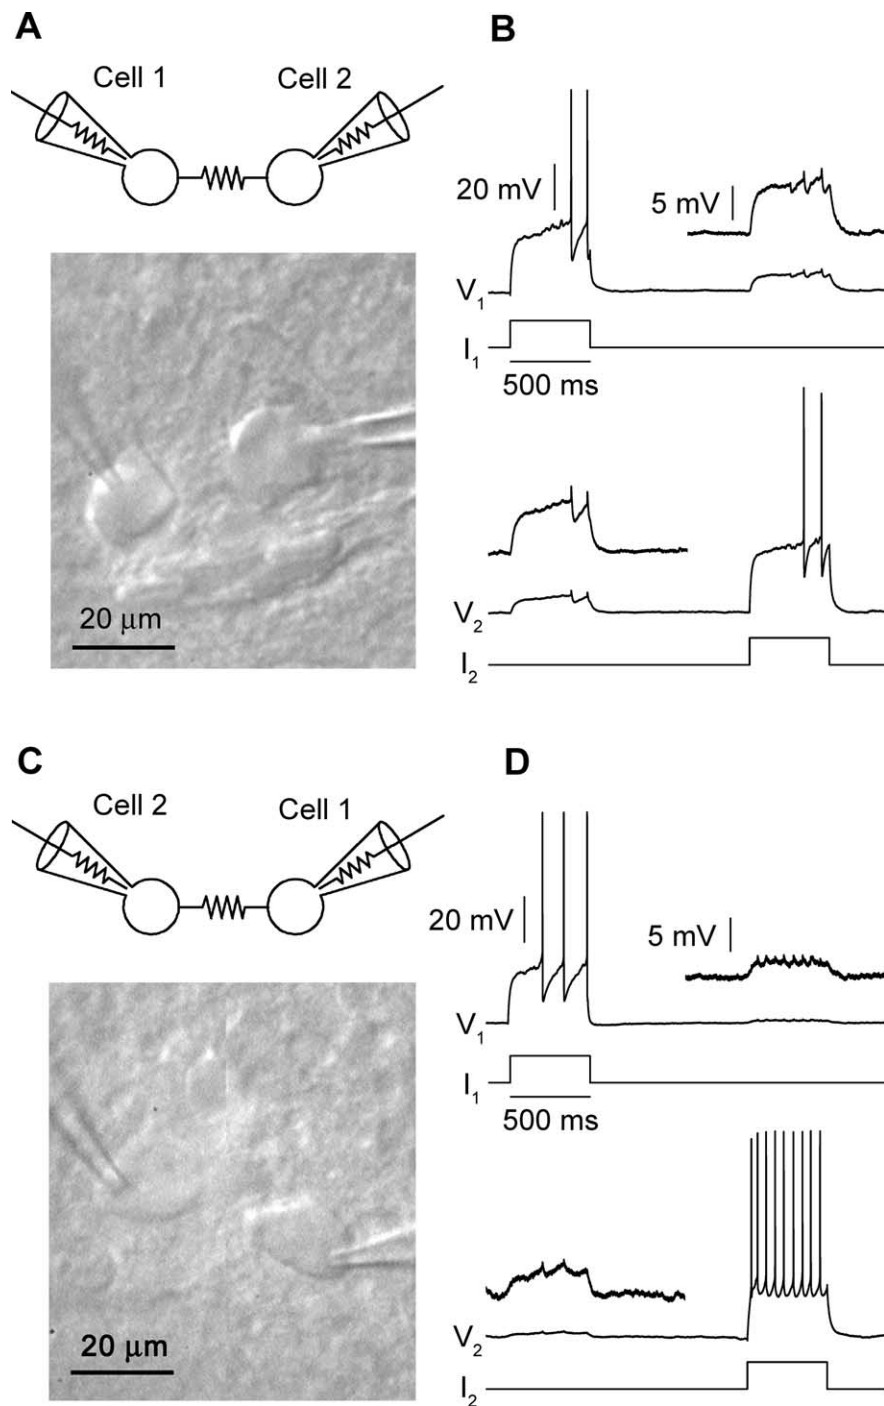 A
Cell 1 Cell 2
20 μm
B
20 mV
5 mV
V1
I1
500 ms
V2
I2
C
Cell 2 Cell 1
20 μm
D
20 mV
5 mV
V1
I1
500 ms
V2
I2